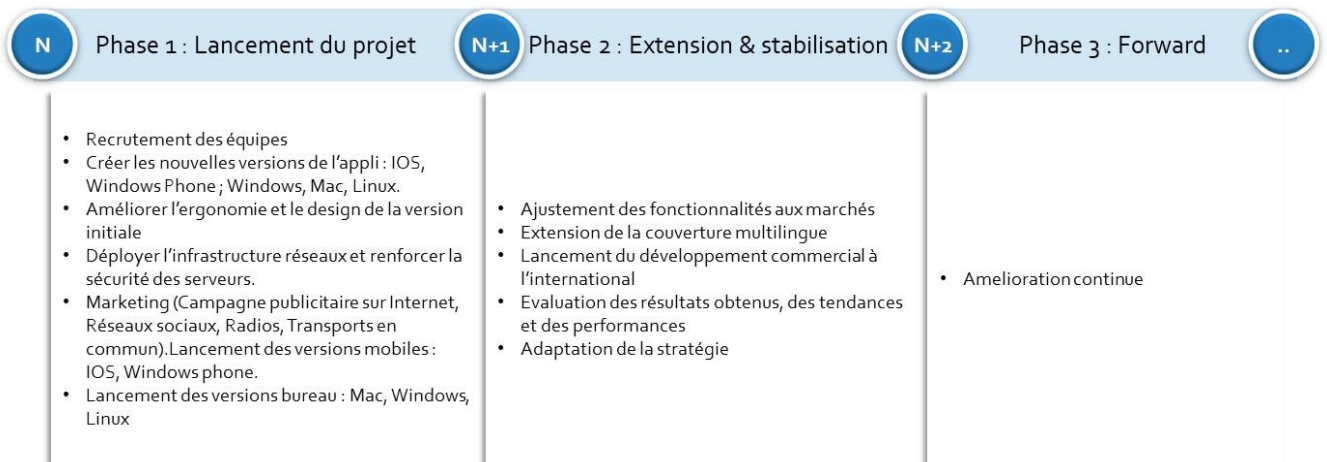 N Phase 1 : Lancement du projet N+1 Phase 2 : Extension & stabilisation N+2 Phase 3 : Forward ..
• Recrutement des équipes
• Créer les nouvelles versions de l’appli : IOS,
Windows Phone ; Windows, Mac, Linux.
• Améliorer l’ergonomie et le design de la version
initiale
• Déployer l’infrastructure réseaux et renforcer la
sécurité des serveurs.
• Marketing (Campagne publicitaire sur Internet,
Réseaux sociaux, Radios, Transports en
commun).Lancement des versions mobiles :
IOS, Windows phone.
• Lancement des versions bureau : Mac, Windows,
Linux
• Ajustement des fonctionnalités aux marchés
• Extension de la couverture multilingue
• Lancement du développement commercial à
l’international
• Evaluation des résultats obtenus, des tendances
et des performances
• Adaptation de la stratégie
• Amelioration continue